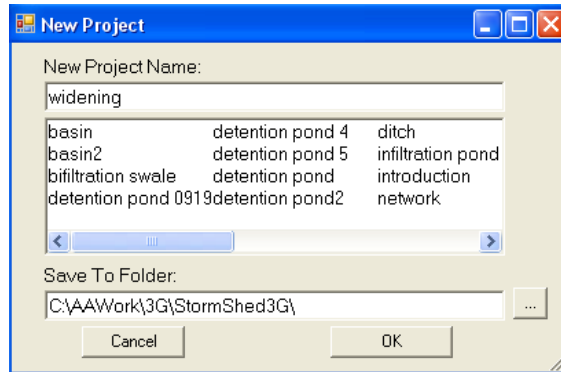 New Project
New Project Name:
widening
basin detention pond 4 ditch
basin2 detention pond 5 infiltration pond
bifiltration swale detention pond introduction
detention pond 0919detention pond2 network
Save To Folder:
C:\AAWork\3G\StormShed3G\
...
Cancel OK